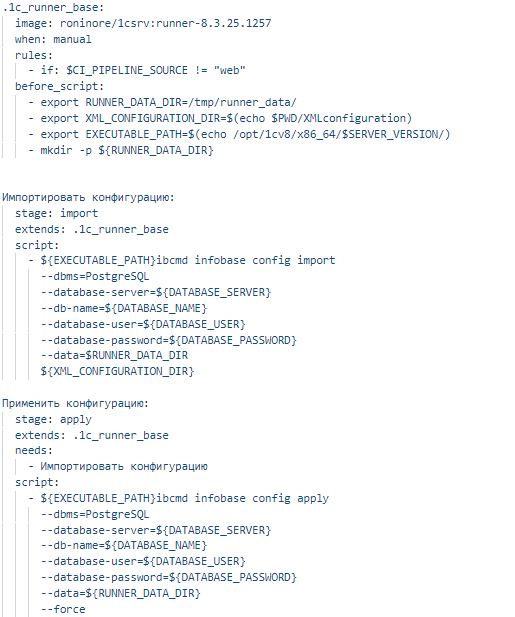 .1c_runner_base:
  image: roninore/1csrv:runner-8.3.25.1257
  when: manual
  rules:
    - if: $CI_PIPELINE_SOURCE != "web"
  before_script:
    - export RUNNER_DATA_DIR=/tmp/runner_data/
    - export XML_CONFIGURATION_DIR=$(echo $PWD/XMLconfiguration)
    - export EXECUTABLE_PATH=$(echo /opt/1cv8/x86_64/$SERVER_VERSION/)
    - mkdir -p ${RUNNER_DATA_DIR}

Импортировать конфигурацию:
  stage: import
  extends: .1c_runner_base
  script:
    - ${EXECUTABLE_PATH}ibcmd infobase config import
      --dbms=PostgreSQL
      --database-server=${DATABASE_SERVER}
      --db-name=${DATABASE_NAME}
      --database-user=${DATABASE_USER}
      --database-password=${DATABASE_PASSWORD}
      --data=$RUNNER_DATA_DIR
      ${XML_CONFIGURATION_DIR}

Применить конфигурацию:
  stage: apply
  extends: .1c_runner_base
  needs:
    - Импортировать конфигурацию
  script:
    - ${EXECUTABLE_PATH}ibcmd infobase config apply
      --dbms=PostgreSQL
      --database-server=${DATABASE_SERVER}
      --db-name=${DATABASE_NAME}
      --database-user=${DATABASE_USER}
      --database-password=${DATABASE_PASSWORD}
      --data=${RUNNER_DATA_DIR}
      --force